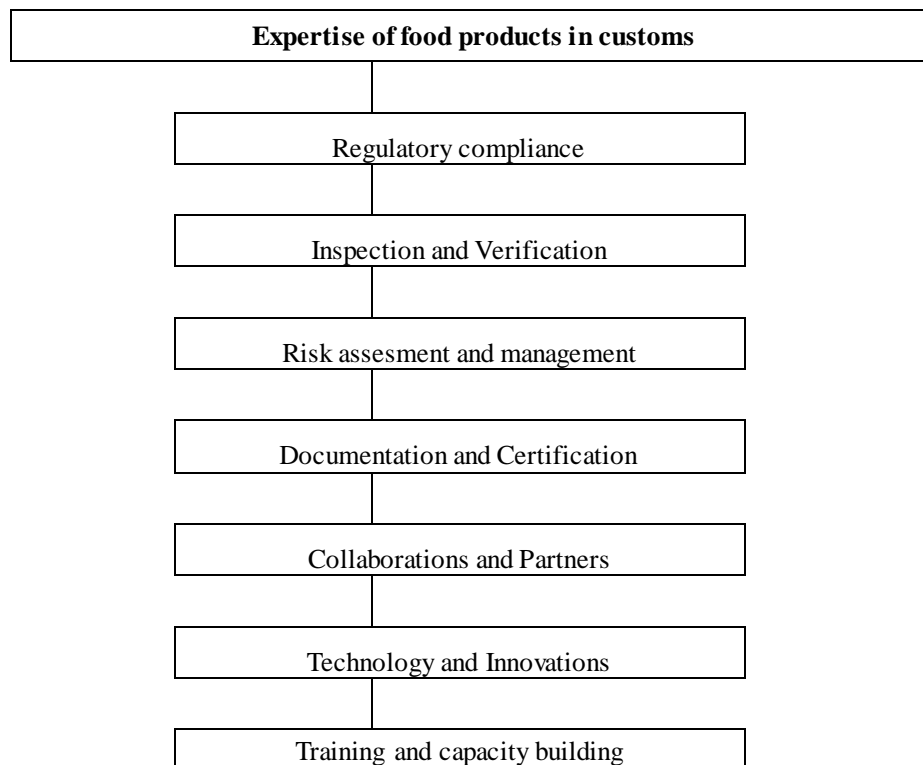 Expertise of food products in customs
Regulatory compliance
Inspection and Verification
Risk assesment and management
Documentation and Certification
Collaborations and Partners
Technology and Innovations
Training and capacity building